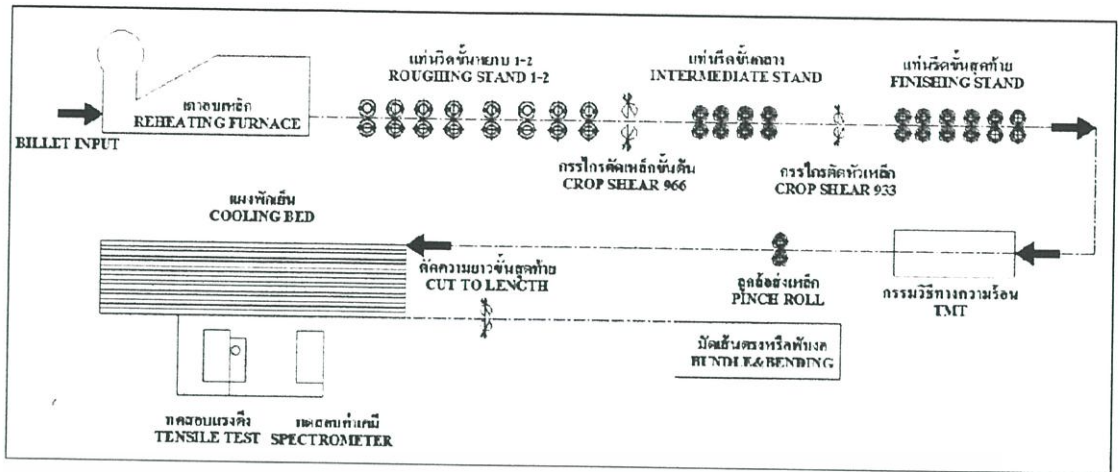 แท่นรีดขั้นหยาบ 1-2
ROUGHING STAND 1-2
แท่นรีดขั้นกลาง
INTERMEDIATE STAND
แท่นรีดขั้นสุดท้าย
FINISHING STAND
เตาอบเหล็ก
REHEATING FURNACE
BILLET INPUT
กรรไกรตัดเหล็กขั้นต้น
CROP SHEAR 966
กรรไกรตัดหัวเหล็ก
CROP SHEAR 933
แผงพักเย็น
COOLING BED
ตัดความยาวขั้นสุดท้าย
CUT TO LENGTH
ลูกล้อส่งเหล็ก
PINCH ROLL
กรรมวิธีทางความร้อน
TMT
มัดเส้นตรงหรือพับงอ
BUNDLE&BENDING
ทดสอบแรงดึง
TENSILE TEST
ทดสอบค่าเคมี
SPECTROMETER